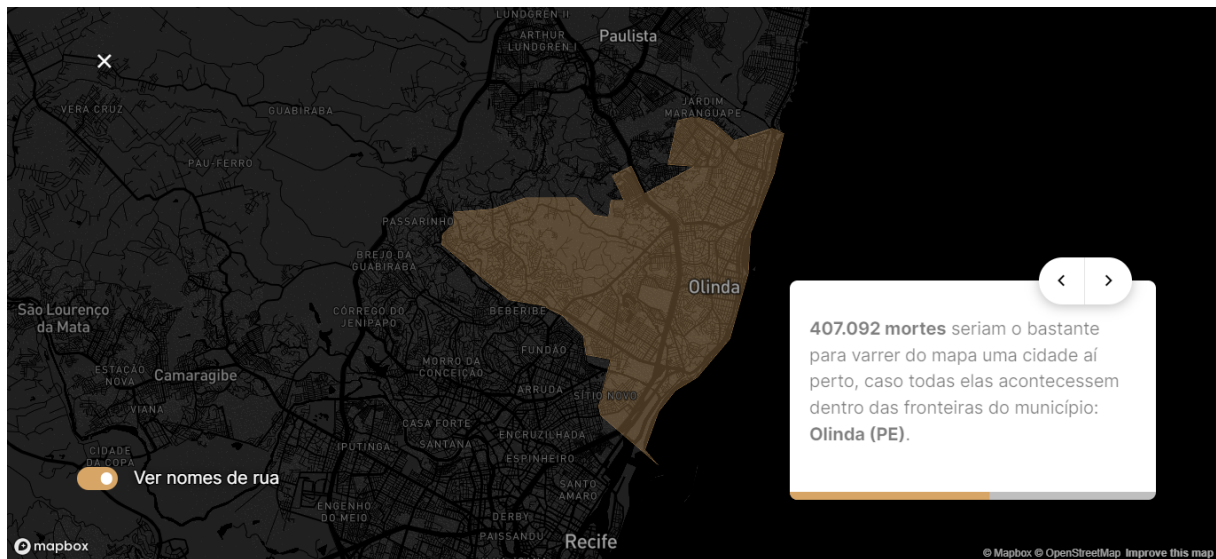 LUNDGREN II
ARTHUR
LUNDGREN I
Paulista
×
VERA CRUZ
GUABIRABA
JARDIM
MARANGUAPE
PAU-FERRO
PASSARINHO
BREJO DA
GUABIRABA
Olinda
São Lourenço
da Mata
CÓRREGO DO
JENIPAPO
BEBERIBE
407.092 mortes seriam o bastante
para varrer do mapa uma cidade aí
perto, caso todas elas acontecessem
dentro das fronteiras do município:
Olinda (PE).
FUNDÃO
MORRO DA
CONCEIÇÃO
ESTAÇÃO
NOVA
Camaragibe
ARRUDA
SÍTIO NOVO
VIANA
CASA FORTE
ENCRUZILHADA
IPUTINGA
SANTANA
CIDADE
DA COPA
ESPINHEIRO
Ver nomes de rua
SANTO
AMARO
ENGENHO
DO MEIO
DERBY
PAISSANDU
Recife
mapbox
© Mapbox © OpenStreetMap Improve this map